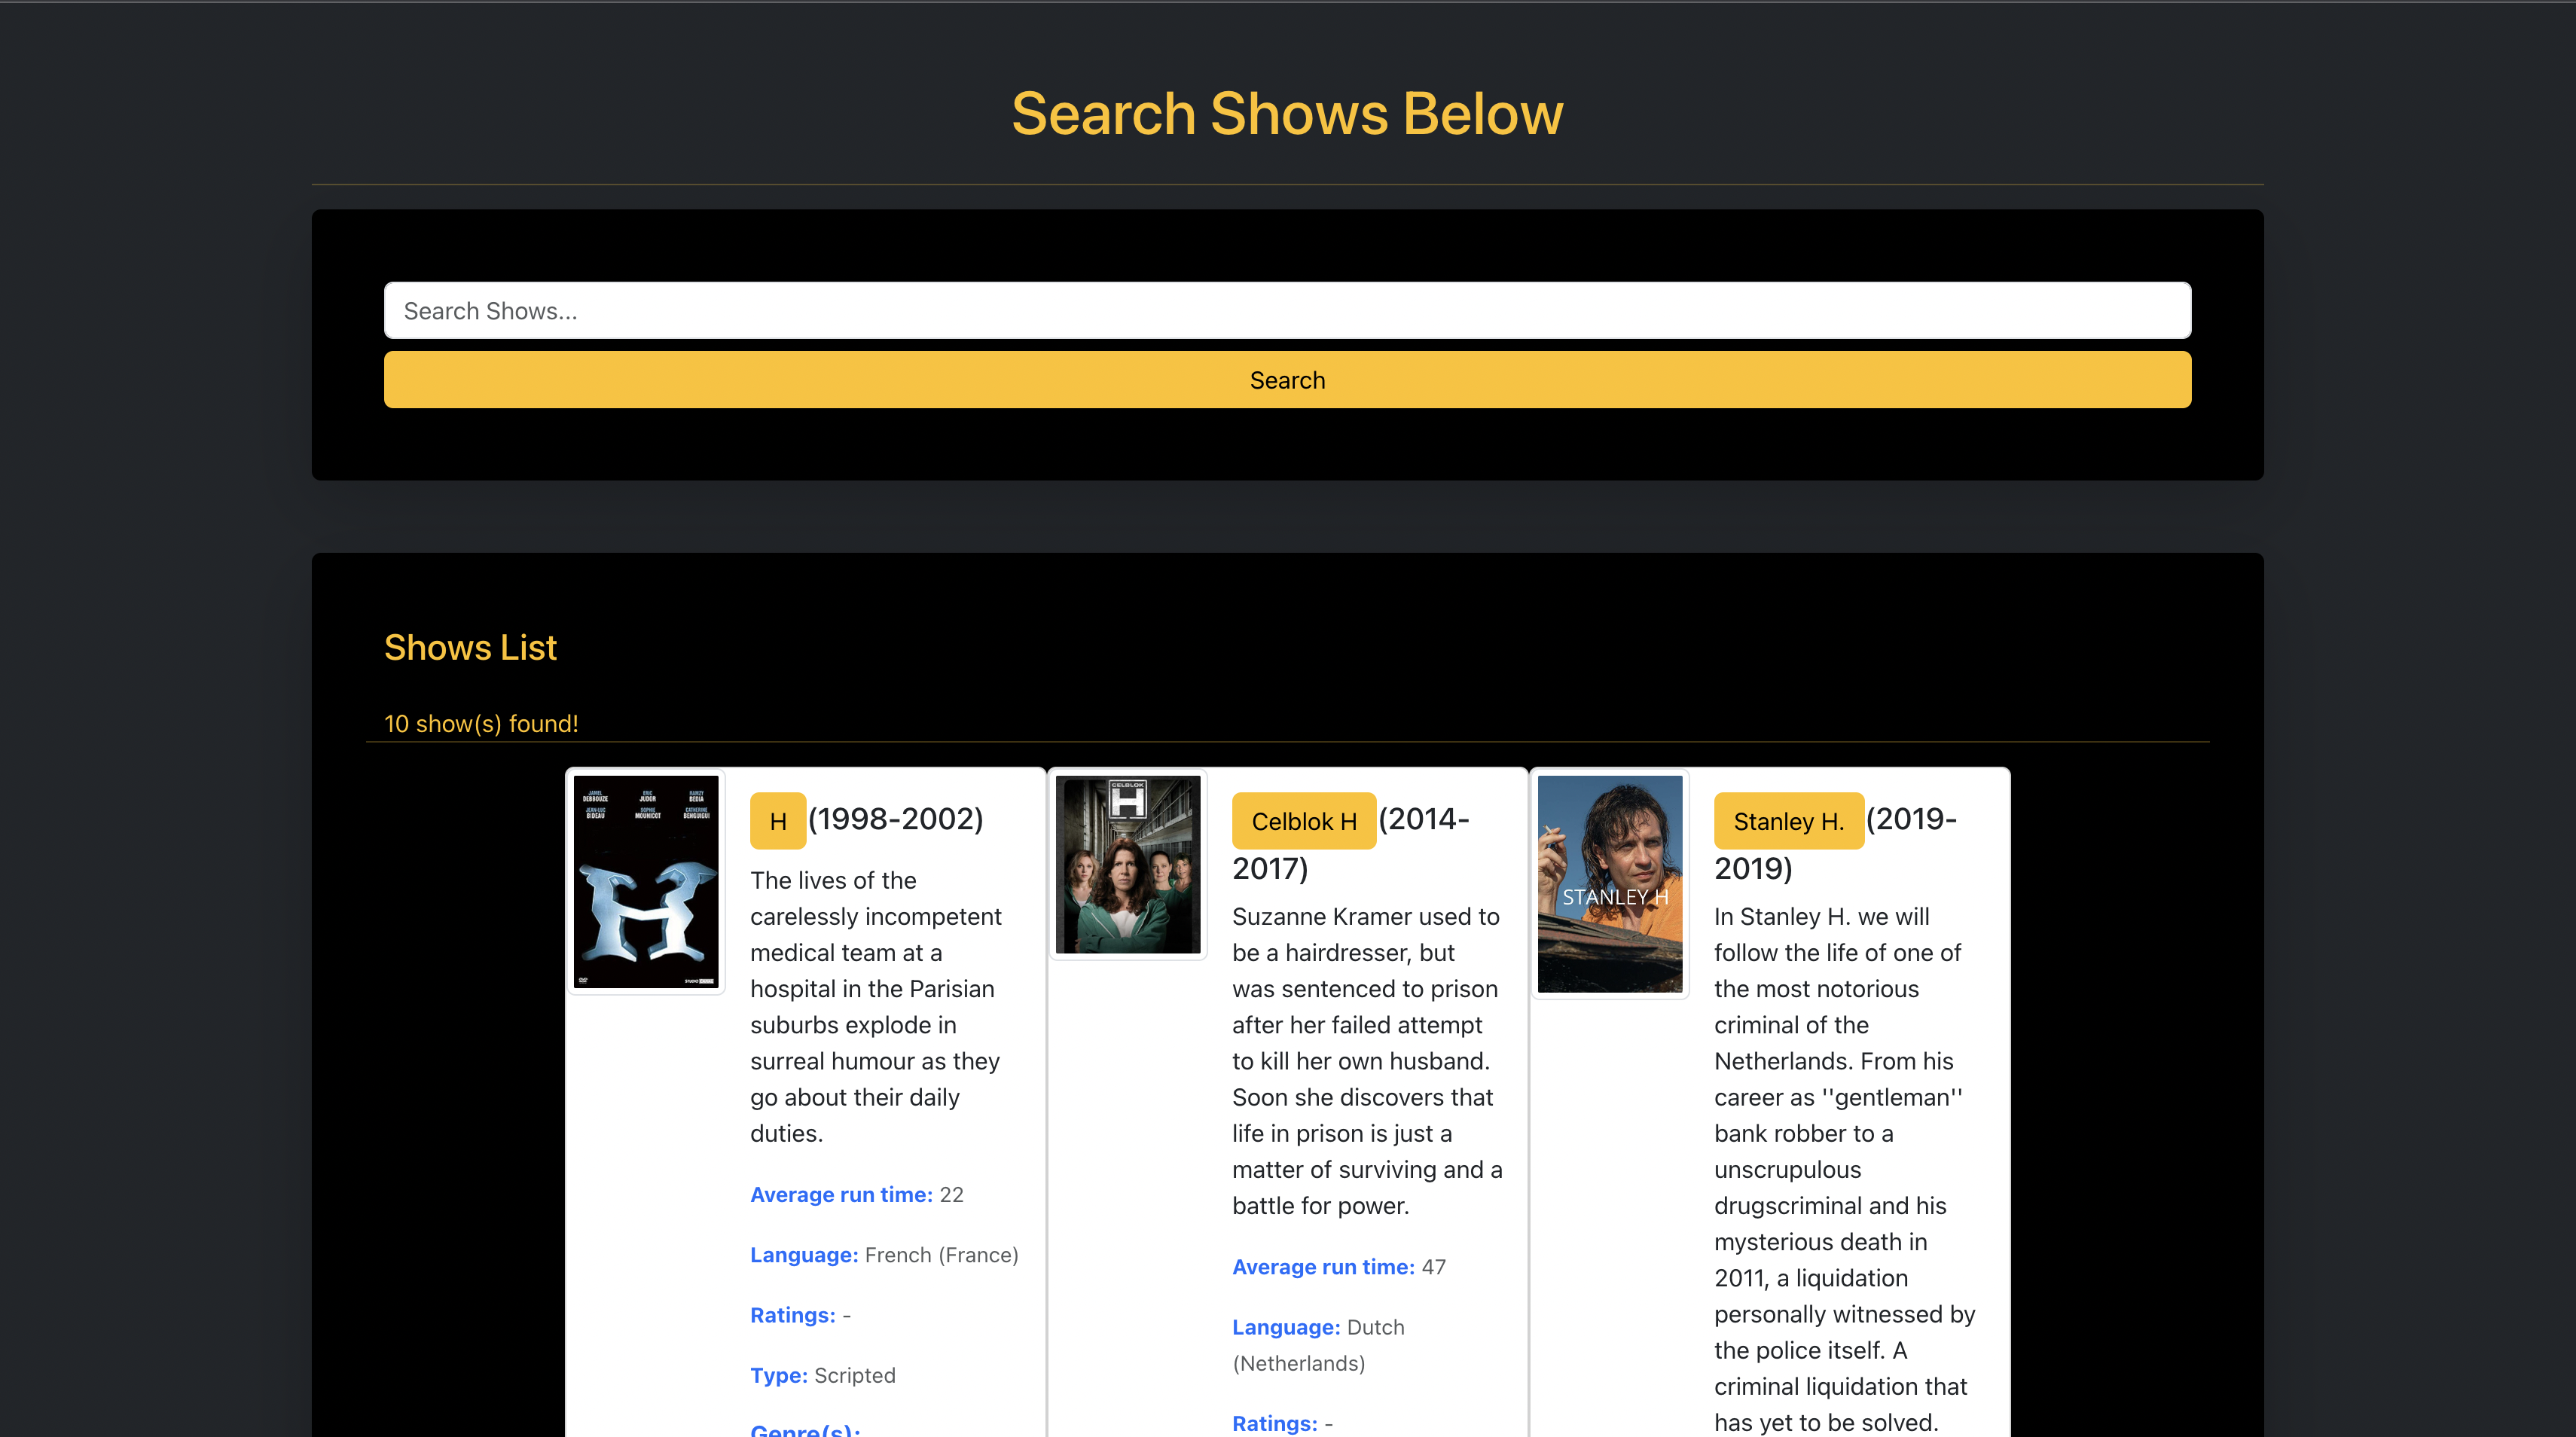 Search Shows Below
Search Shows...
Search
Shows List
10 show(s) found!
JAMEL DEBBOUZE
ERIC JUDOR
RAMZY BEDIA
JEAN-LUC BIDEAU
SOPHIE MOUNICOT
CATHERINE BENGUIGUI
H
H (1998-2002)
The lives of the
carelessly incompetent
medical team at a
hospital in the Parisian
suburbs explode in
surreal humour as they
go about their daily
duties.
Average run time: 22
Language: French (France)
Ratings: -
Type: Scripted
Genre(s):
CELBLOK
H
Celblok H (2014-
2017)
Suzanne Kramer used to
be a hairdresser, but
was sentenced to prison
after her failed attempt
to kill her own husband.
Soon she discovers that
life in prison is just a
matter of surviving and a
battle for power.
Average run time: 47
Language: Dutch
(Netherlands)
Ratings: -
STANLEY H
Stanley H. (2019-
2019)
In Stanley H. we will
follow the life of one of
the most notorious
criminal of the
Netherlands. From his
career as ''gentleman''
bank robber to a
unscrupulous
drugscriminal and his
mysterious death in
2011, a liquidation
personally witnessed by
the police itself. A
criminal liquidation that
has yet to be solved.